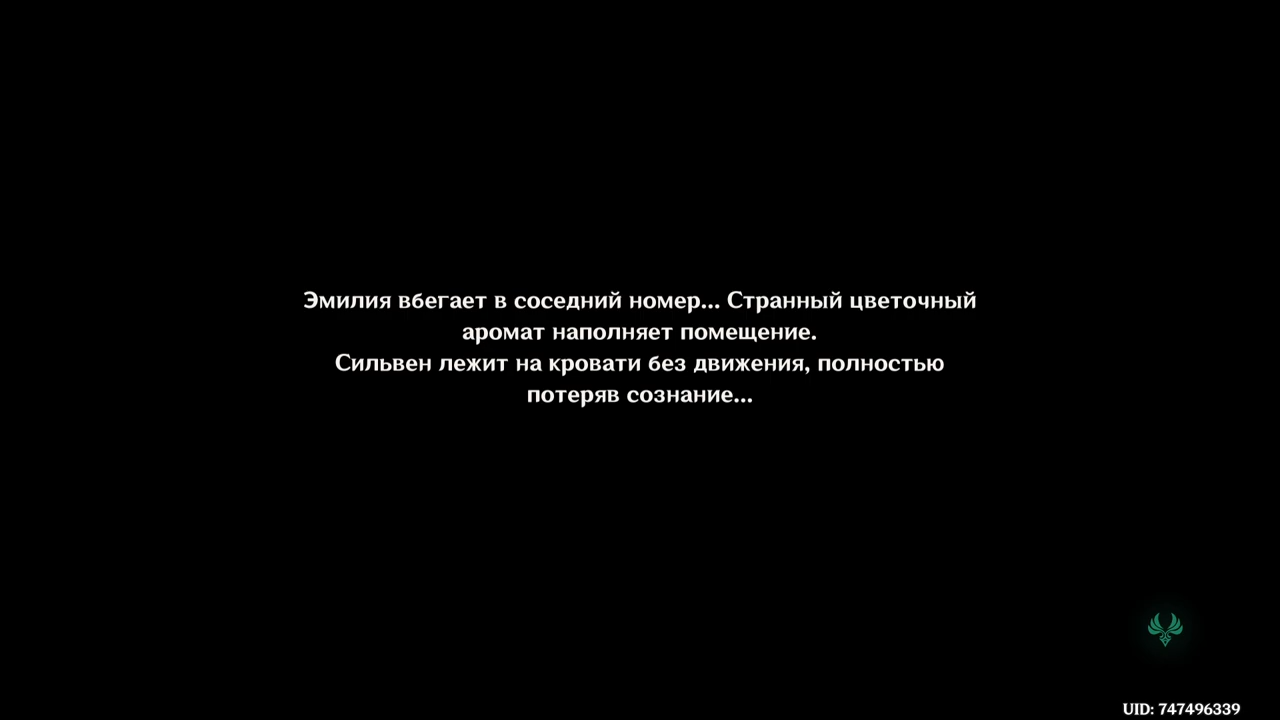 Эмилия вбегает в соседний номер... Странный цветочный
аромат наполняет помещение.
Сильвен лежит на кровати без движения, полностью
потеряв сознание...
UID: 747496339